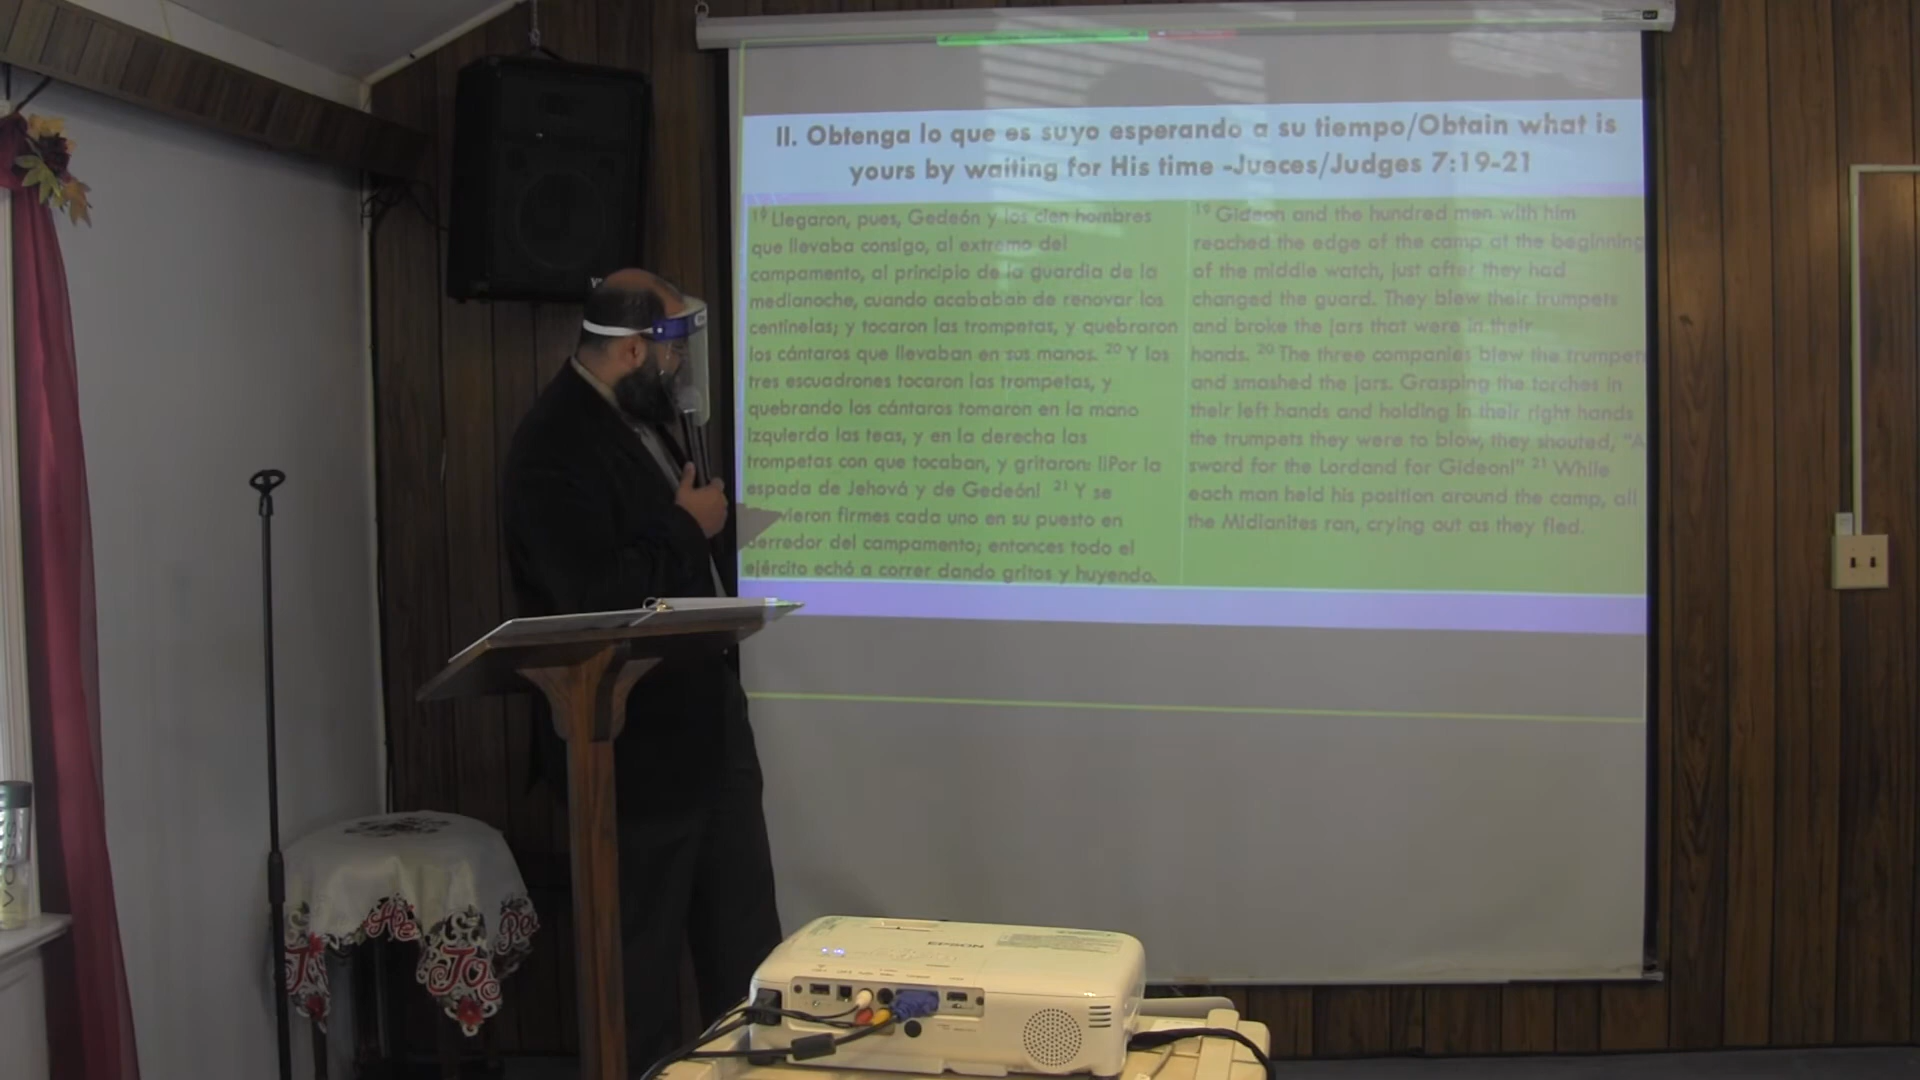 II. Obtenga lo que es suyo esperando a su tiempo/Obtain what is
yours by waiting for His time -Jueces/Judges 7:19-21
19 Llegaron, pues, Gedeón y los cien hombres
que llevaba consigo, al extremo del
campamento, al principio de la guardia de la
medianoche, cuando acababan de renovar los
centinelas; y tocaron las trompetas, y quebraron
los cántaros que llevaban en sus manos. 20 Y los
tres escuadrones tocaron las trompetas, y
quebrando los cántaros tomaron en la mano
izquierda las teas, y en la derecha las
trompetas con que tocaban, y gritaron: ¡¡Por la
espada de Jehová y de Gedeón! 21 Y se
vieron firmes cada uno en su puesto en
derredor del campamento; entonces todo el
ejército echó a correr dando gritos y huyendo.
19 Gideon and the hundred men with him
reached the edge of the camp at the beginning
of the middle watch, just after they had
changed the guard. They blew their trumpets
and broke the jars that were in their
hands. 20 The three companies blew the trumpets
and smashed the jars. Grasping the torches in
their left hands and holding in their right hands
the trumpets they were to blow, they shouted, "A
sword for the Lordand for Gideon!" 21 While
each man held his position around the camp, all
the Midianites ran, crying out as they fled.
EPSON
VOSS